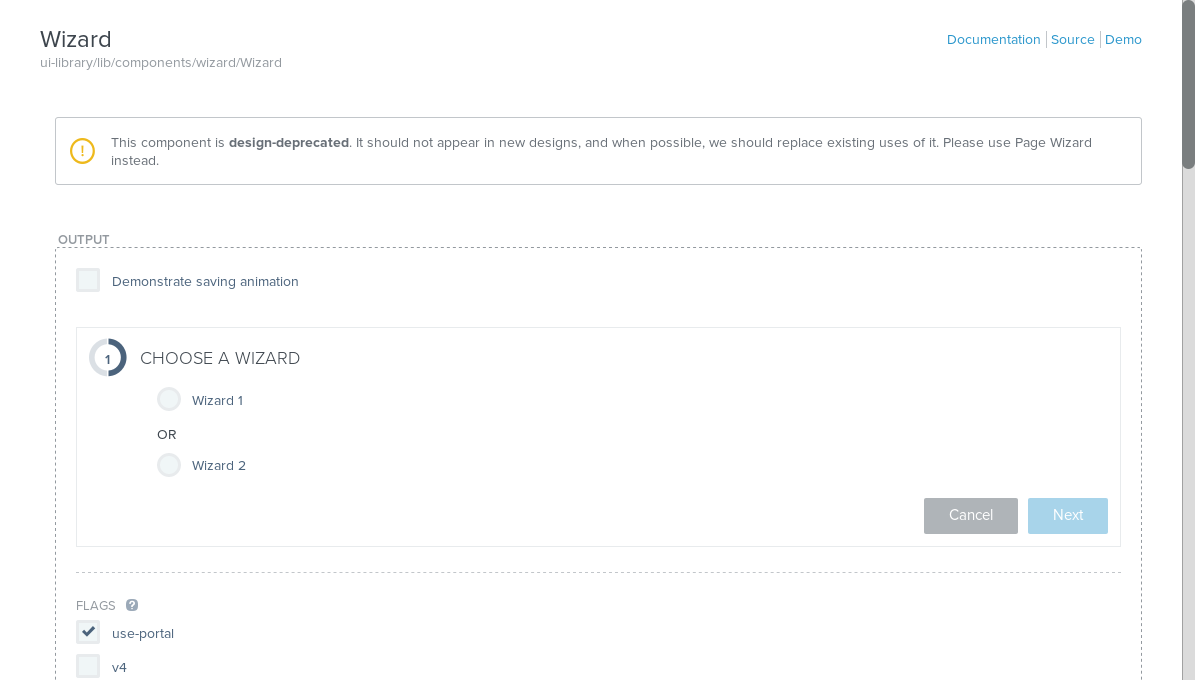 Wizard
Documentation
Source
Demo
ui-library/lib/components/wizard/Wizard
This component is design-deprecated. It should not appear in new designs, and when possible, we should replace existing uses of it. Please use Page Wizard
instead.
OUTPUT
Demonstrate saving animation
1
CHOOSE A WIZARD
Wizard 1
OR
Wizard 2
Cancel
Next
FLAGS ?
use-portal
v4